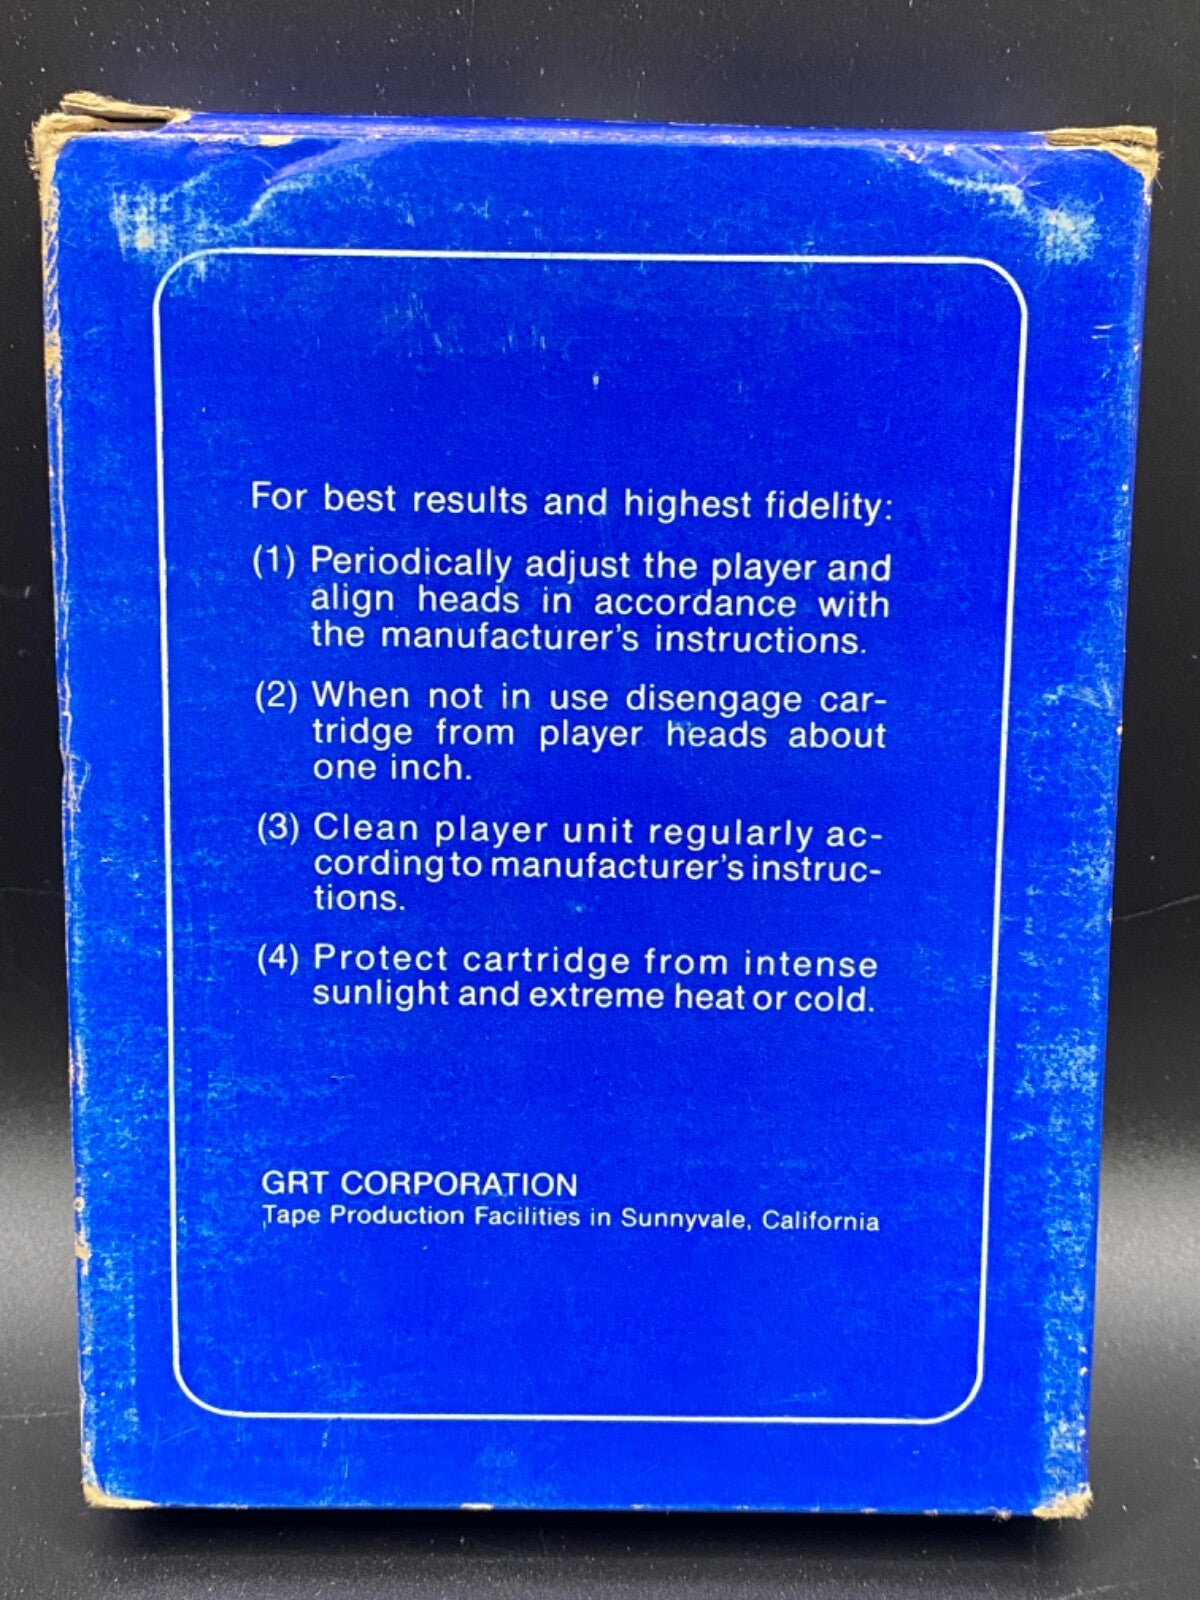 For best results and highest fidelity:
(1) Periodically adjust the player and
align heads in accordance with
the manufacturer's instructions.
(2) When not in use disengage car-
tridge from player heads about
one inch.
(3) Clean player unit regularly ac-
cording to manufacturer's instruc-
tions.
(4) Protect cartridge from intense
sunlight and extreme heat or cold.
GRT CORPORATION
Tape Production Facilities in Sunnyvale, California